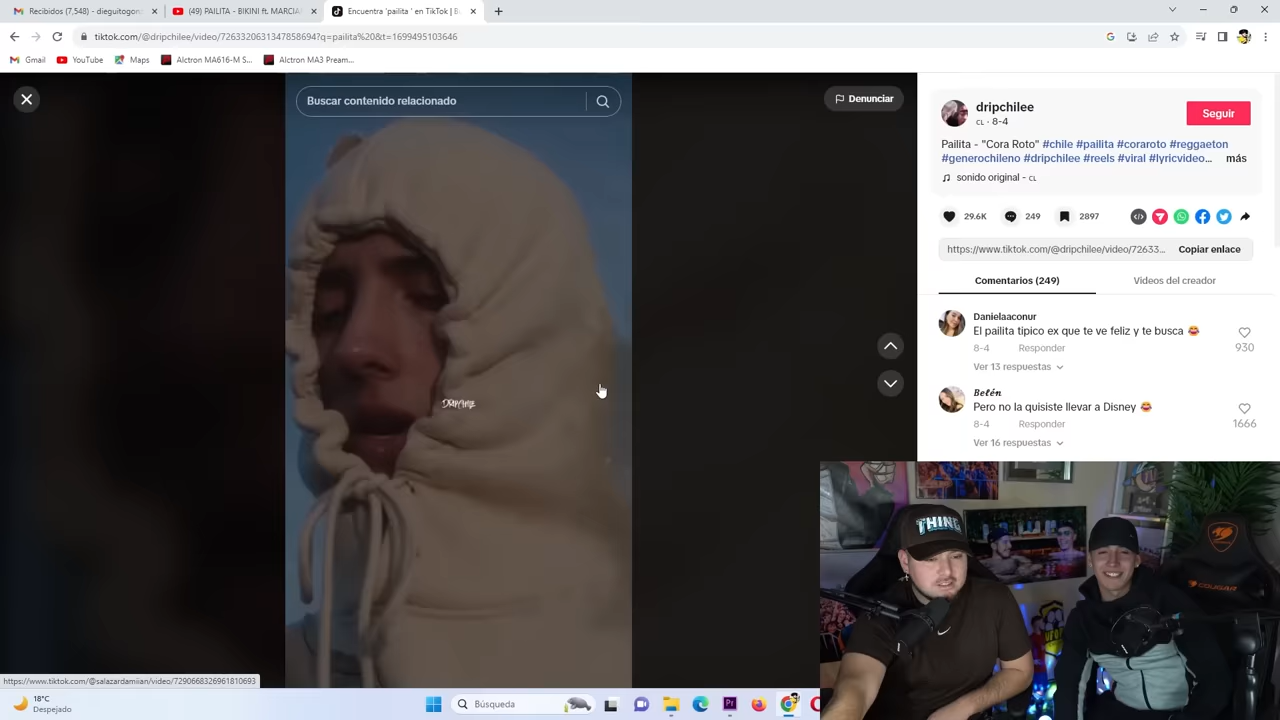 Recibidos (7,548) - dieguitogon
(49) PAILITA - BIKINI ft. MARCIAN
Encuentra 'pailita ' en TikTok | B
tiktok.com/@dripchilee/video/7263320631347858694?q=pailita%20&t=1699495103646
Gmail
YouTube
Maps
Alctron MA616-M S...
Alctron MA3 Pream...
Buscar contenido relacionado
Denunciar
dripchilee
CL · 8-4
Seguir
Pailita - "Cora Roto" #chile #pailita #coraroto #reggaeton
#generochileno #dripchilee #reels #viral #lyricvideo... más
sonido original - CL
29.6K
249
2897
https://www.tiktok.com/@dripchilee/video/72633...
Copiar enlace
Comentarios (249)
Videos del creador
Danielaaconur
El pailita tipico ex que te ve feliz y te busca 😂
930
8-4 Responder
Ver 13 respuestas
Belén
Pero no la quisiste llevar a Disney 😂
1666
8-4 Responder
Ver 16 respuestas
THING
COUGAR
https://www.tiktok.com/@salazardamiian/video/7290668326961810693
18°C
Despejado
Búsqueda
Pr